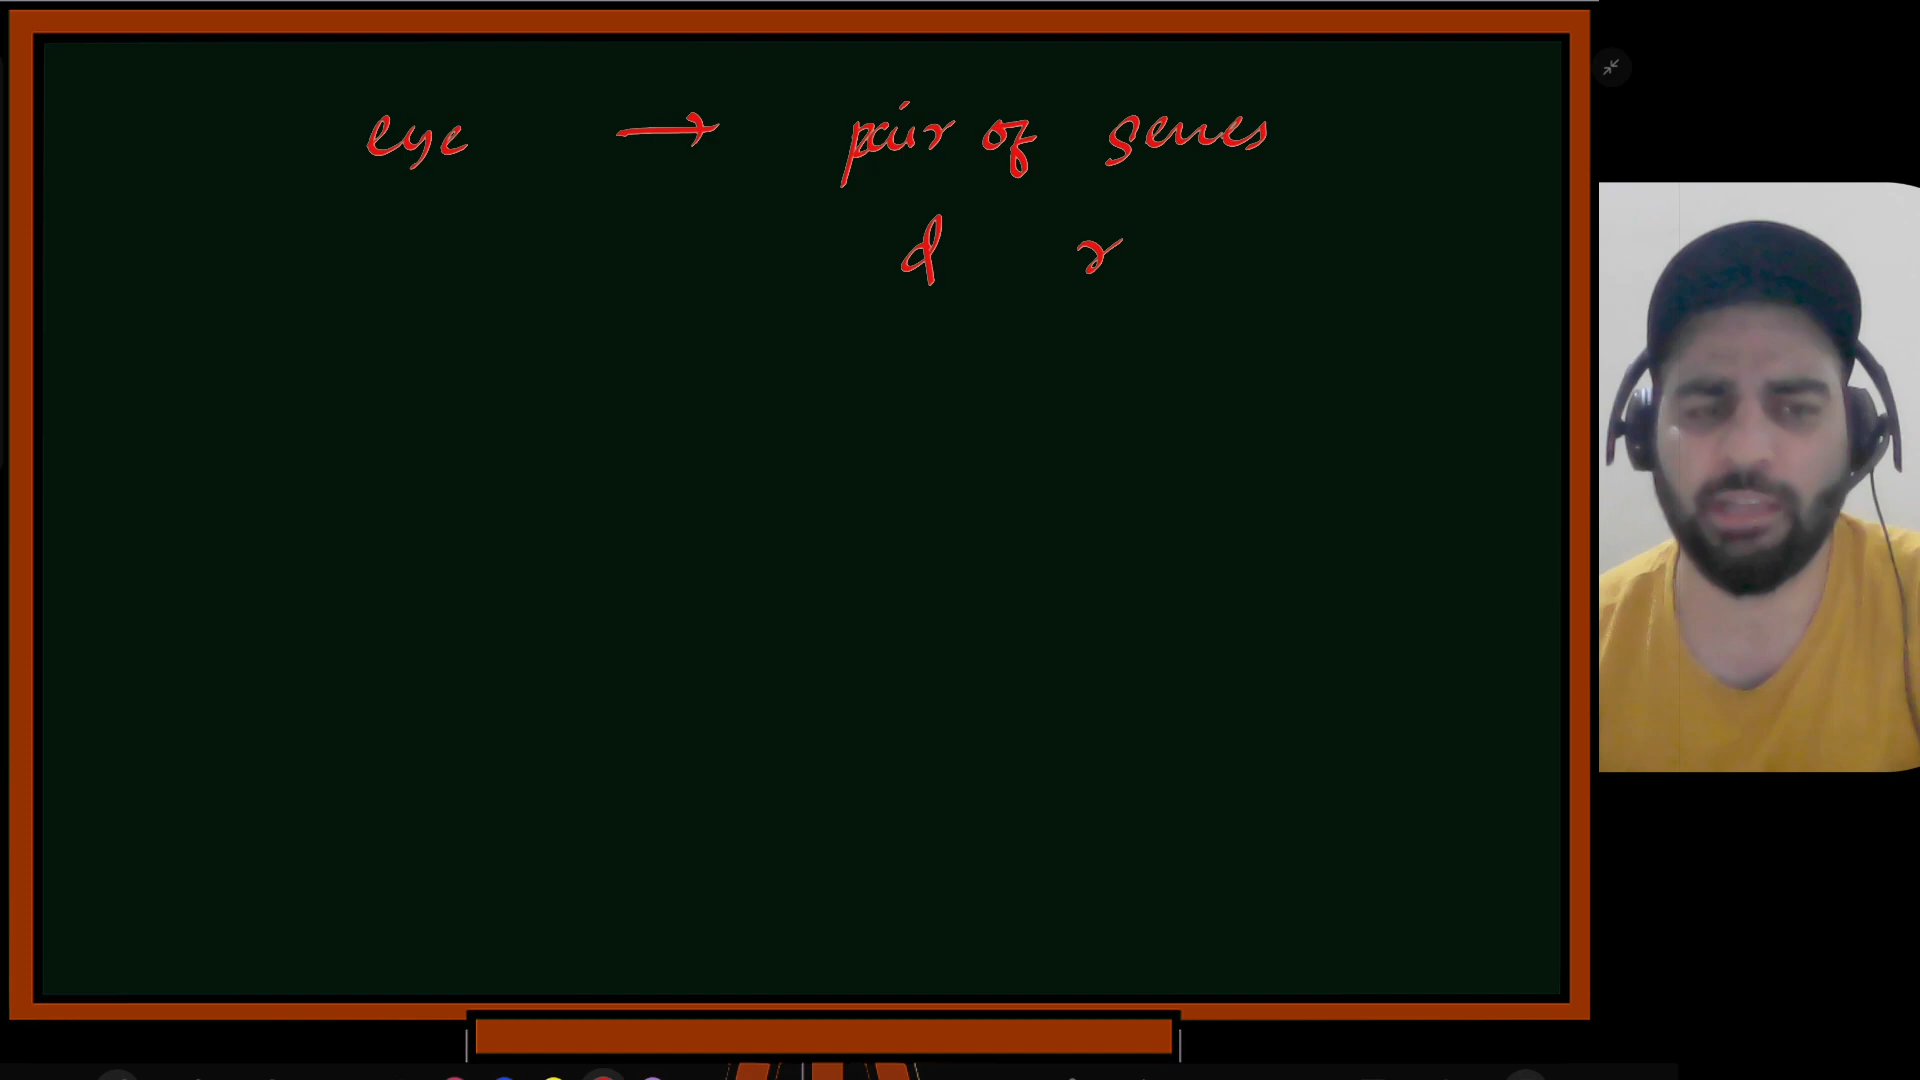 eye → pair of genes
d r